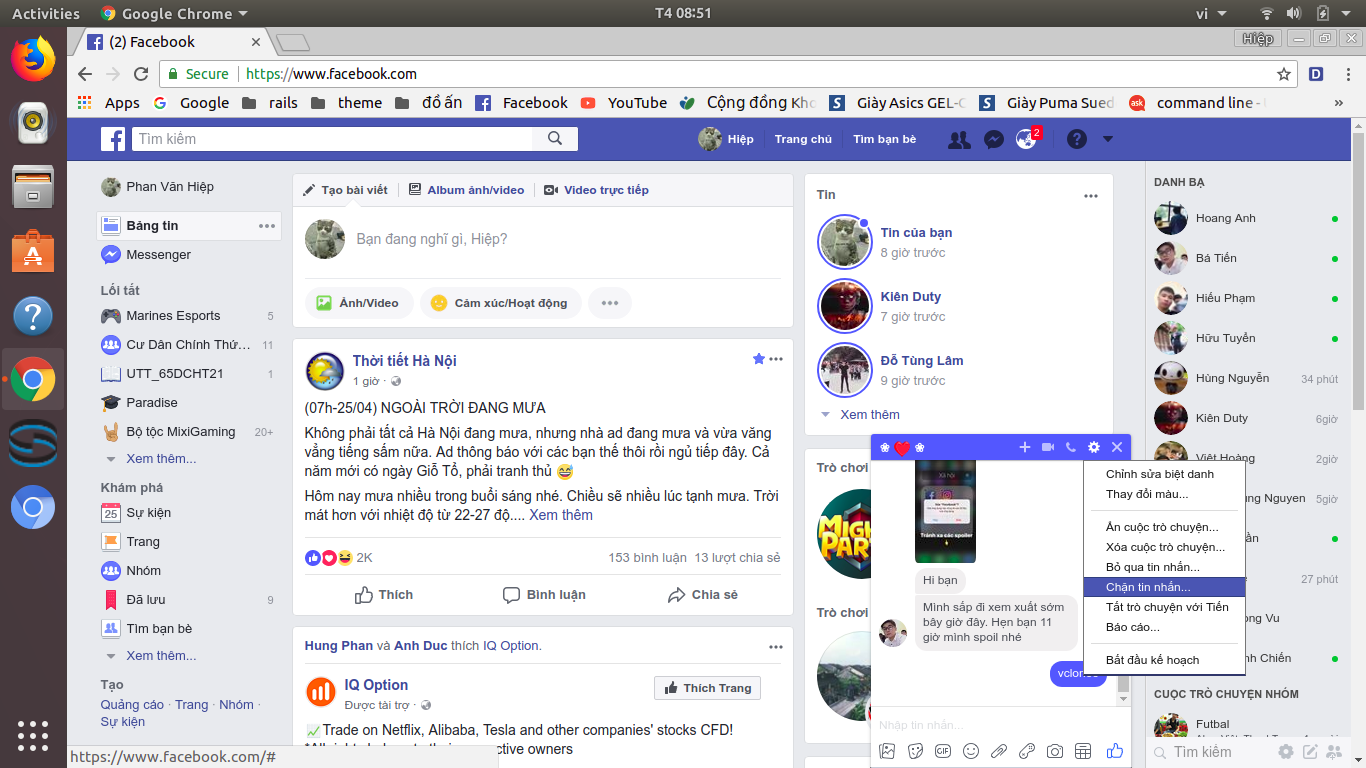 Activities
Google Chrome
T4 08:51
vi
(2) Facebook
Hiệp
Secure
https://www.facebook.com
Apps
Google
rails
theme
đồ ấn
Facebook
YouTube
Cộng đồng Kho
Giày Asics GEL-C
Giày Puma Sued
command line -
Tìm kiếm
Hiệp
Trang chủ
Tìm bạn bè
2
Phan Văn Hiệp
Bảng tin
Messenger
Lối tắt
Marines Esports 5
Cư Dân Chính Thứ... 11
UTT_65DCHT21 1
Paradise
Bộ tộc MixiGaming 20+
Xem thêm...
Khám phá
25 Sự kiện
Trang
Nhóm
Đã lưu 9
Tìm bạn bè
Xem thêm...
Tạo
Quảng cáo · Trang · Nhóm ·
Sự kiện
https://www.facebook.com/#
Tạo bài viết
Album ảnh/video
Video trực tiếp
Bạn đang nghĩ gì, Hiệp?
Ảnh/Video
Cảm xúc/Hoạt động
Thời tiết Hà Nội
1 giờ ·
(07h-25/04) NGOÀI TRỜI ĐANG MƯA
Không phải tất cả Hà Nội đang mưa, nhưng nhà ad đang mưa và vừa văng
vẳng tiếng sấm nữa. Ad thông báo với các bạn thế thôi rồi ngủ tiếp đây. Cả
năm mới có ngày Giỗ Tổ, phải tranh thủ 😅
Hôm nay mưa nhiều trong buổi sáng nhé. Chiều sẽ nhiều lúc tạnh mưa. Trời
mát hơn với nhiệt độ từ 22-27 độ.... Xem thêm
2K
153 bình luận 13 lượt chia sẻ
Thích
Bình luận
Chia sẻ
Hung Phan và Anh Duc thích IQ Option.
IQ Option
Được tài trợ ·
Thích Trang
📈Trade on Netflix, Alibaba, Tesla and other companies' stocks CFD!
Tin
Tin của bạn
8 giờ trước
Kiên Duty
7 giờ trước
Đỗ Tùng Lâm
9 giờ trước
Xem thêm
Trò chơi
MIGH
PART
Trò chơi
❀ ❤ ❀
Tránh xa các spoiler
Hi bạn
Mình sắp đi xem xuất sớm
bây giờ đây. Hẹn bạn 11
giờ mình spoil nhé
Nhập tin nhắn...
GIF
Chỉnh sửa biệt danh
Thay đổi màu...
Ẩn cuộc trò chuyện...
Xóa cuộc trò chuyện...
Bỏ qua tin nhắn...
Chặn tin nhắn...
Tắt trò chuyện với Tiến
Báo cáo...
Bắt đầu kế hoạch
DANH BẠ
Hoang Anh
Bá Tiến
Hiếu Phạm
Hữu Tuyển
Hùng Nguyễn 34 phút
Kiên Duty 6giờ
Việt Hoàng 2giờ
ung Nguyen 5giờ
27 phút
ng Vu
Chiến
CUỘC TRÒ CHUYỆN NHÓM
Futbal
Tìm kiếm